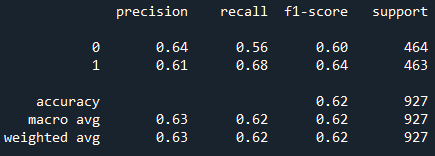 precision recall f1-score support
0 0.64 0.56 0.60 464
1 0.61 0.68 0.64 463
accuracy 0.62 927
macro avg 0.63 0.62 0.62 927
weighted avg 0.63 0.62 0.62 927